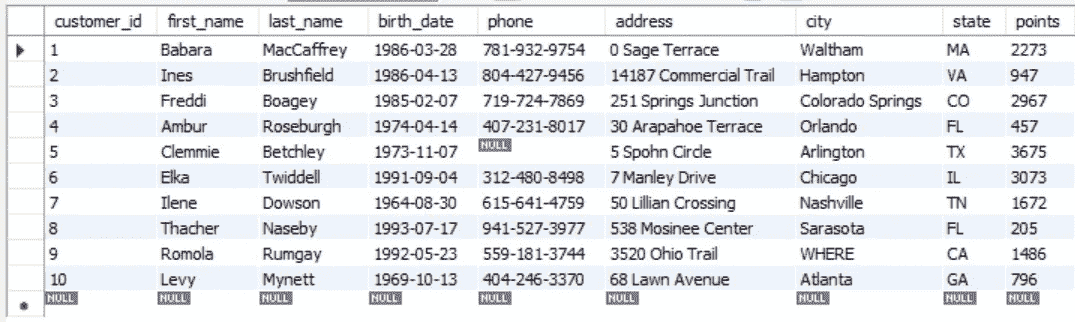 customer_id first_name last_name birth_date phone address city state points
1 Babara MacCaffrey 1986-03-28 781-932-9754 0 Sage Terrace Waltham MA 2273
2 Ines Brushfield 1986-04-13 804-427-9456 14187 Commercial Trail Hampton VA 947
3 Freddi Boagey 1985-02-07 719-724-7869 251 Springs Junction Colorado Springs CO 2967
4 Ambur Roseburgh 1974-04-14 407-231-8017 30 Arapahoe Terrace Orlando FL 457
5 Clemmie Betchley 1973-11-07 NULL 5 Spohn Circle Arlington TX 3675
6 Elka Twiddell 1991-09-04 312-480-8498 7 Manley Drive Chicago IL 3073
7 Ilene Dowson 1964-08-30 615-641-4759 50 Lillian Crossing Nashville TN 1672
8 Thacher Naseby 1993-07-17 941-527-3977 538 Mosinee Center Sarasota FL 205
9 Romola Rumgay 1992-05-23 559-181-3744 3520 Ohio Trail WHERE CA 1486
10 Levy Mynett 1969-10-13 404-246-3370 68 Lawn Avenue Atlanta GA 796
NULL NULL NULL NULL NULL NULL NULL NULL NULL